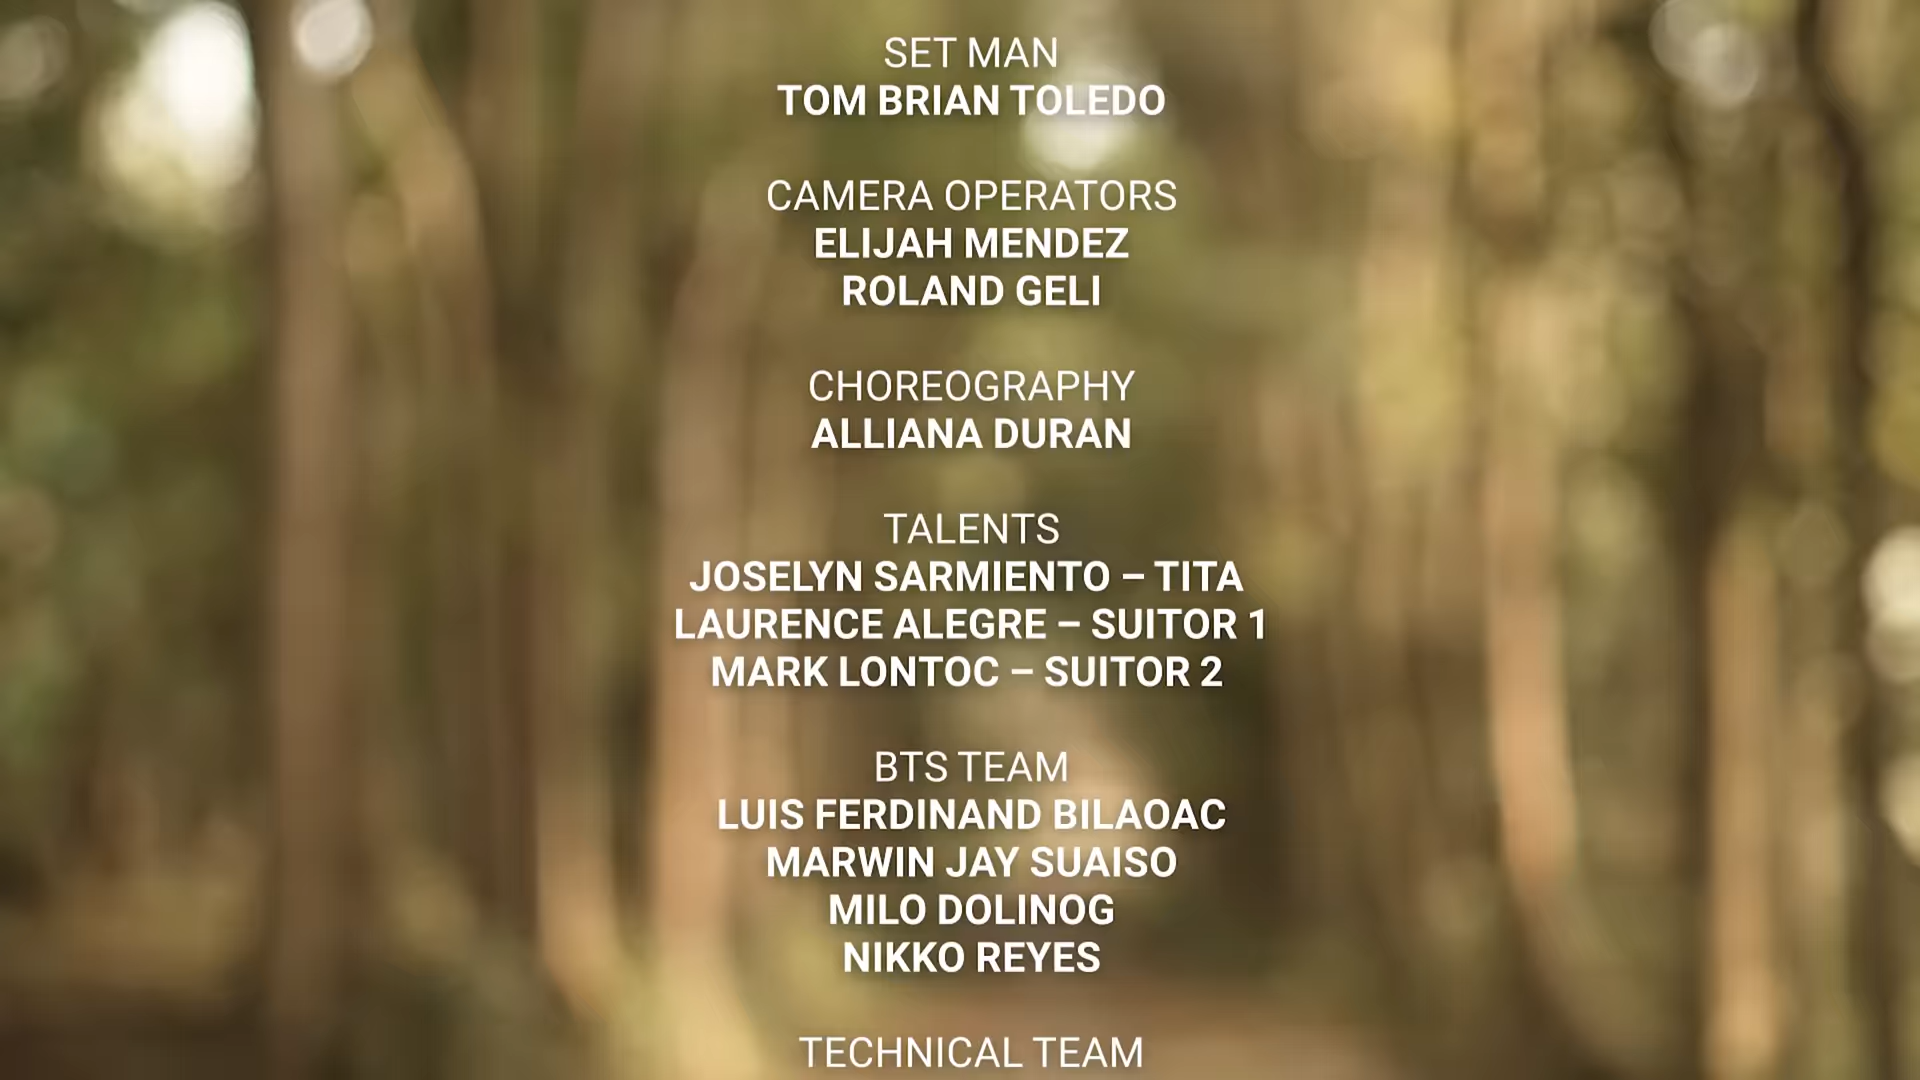 SET MAN
TOM BRIAN TOLEDO
CAMERA OPERATORS
ELIJAH MENDEZ
ROLAND GELI
CHOREOGRAPHY
ALLIANA DURAN
TALENTS
JOSELYN SARMIENTO – TITA
LAURENCE ALEGRE – SUITOR 1
MARK LONTOC – SUITOR 2
BTS TEAM
LUIS FERDINAND BILAOAC
MARWIN JAY SUAISO
MILO DOLINOG
NIKKO REYES
TECHNICAL TEAM